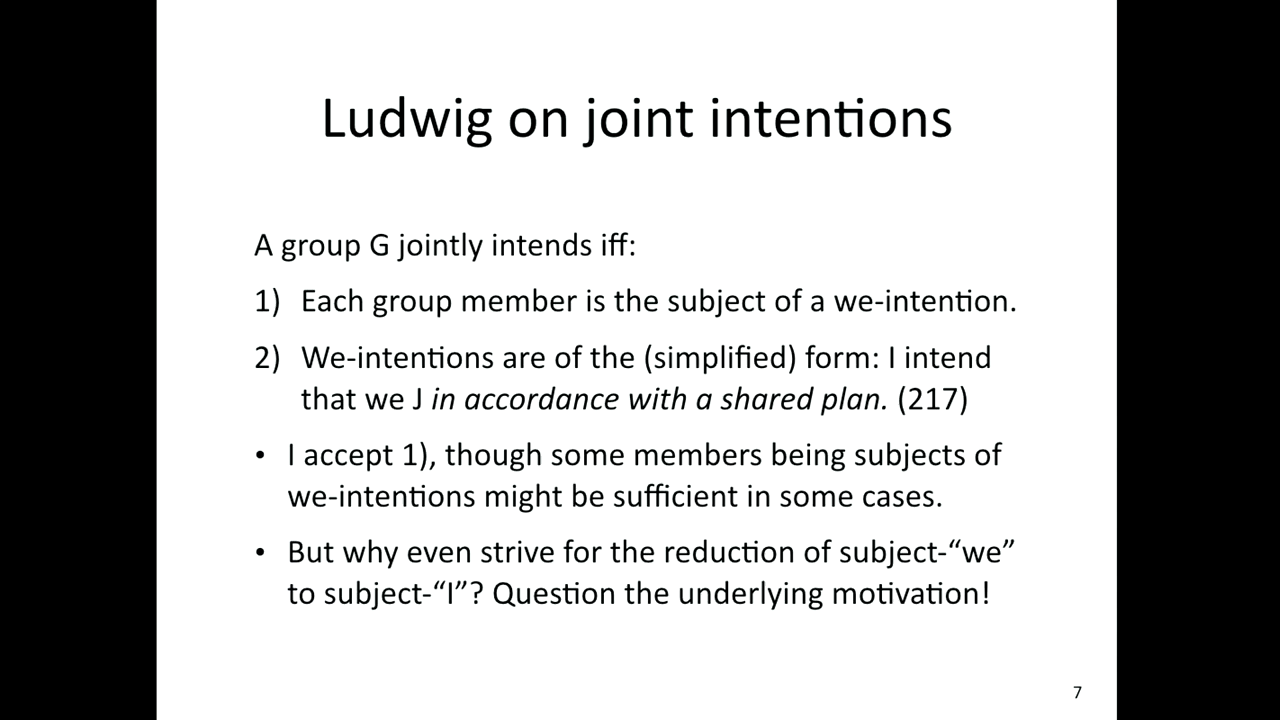 Ludwig on joint intentions
A group G jointly intends iff:
1) Each group member is the subject of a we-intention.
2) We-intentions are of the (simplified) form: I intend
that we J in accordance with a shared plan. (217)
• I accept 1), though some members being subjects of
we-intentions might be sufficient in some cases.
• But why even strive for the reduction of subject-“we”
to subject-“I”? Question the underlying motivation!
7